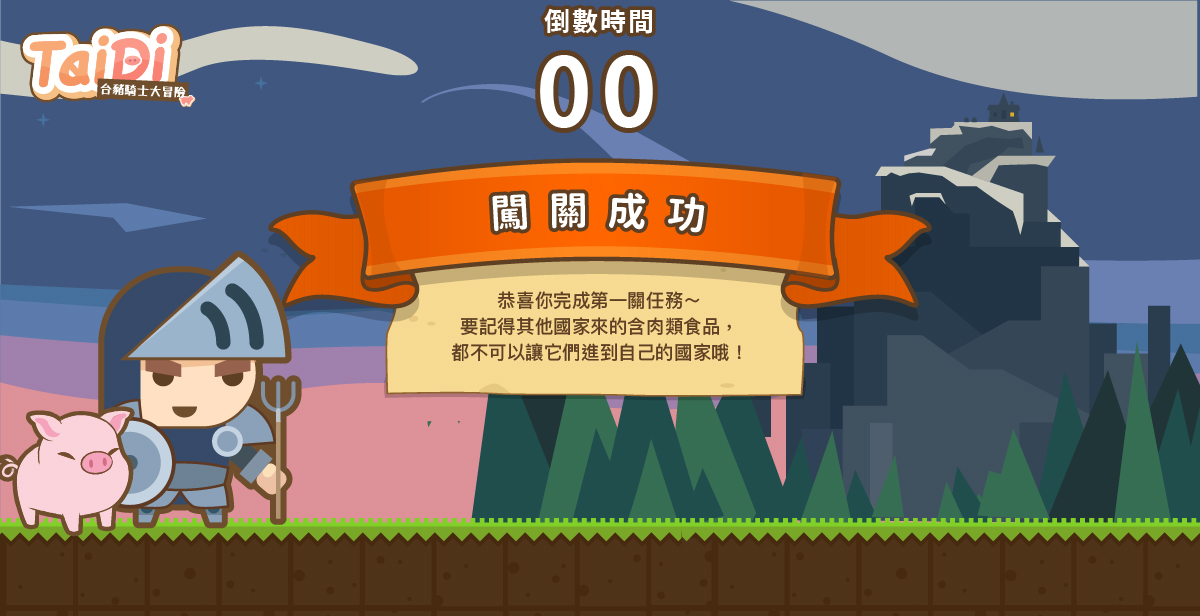 TaiDi
台豬騎士大冒險
倒數時間
00
闖關成功
恭喜你完成第一關任務～
要記得其他國家來的含肉類食品，
都不可以讓它們進到自己的國家哦！